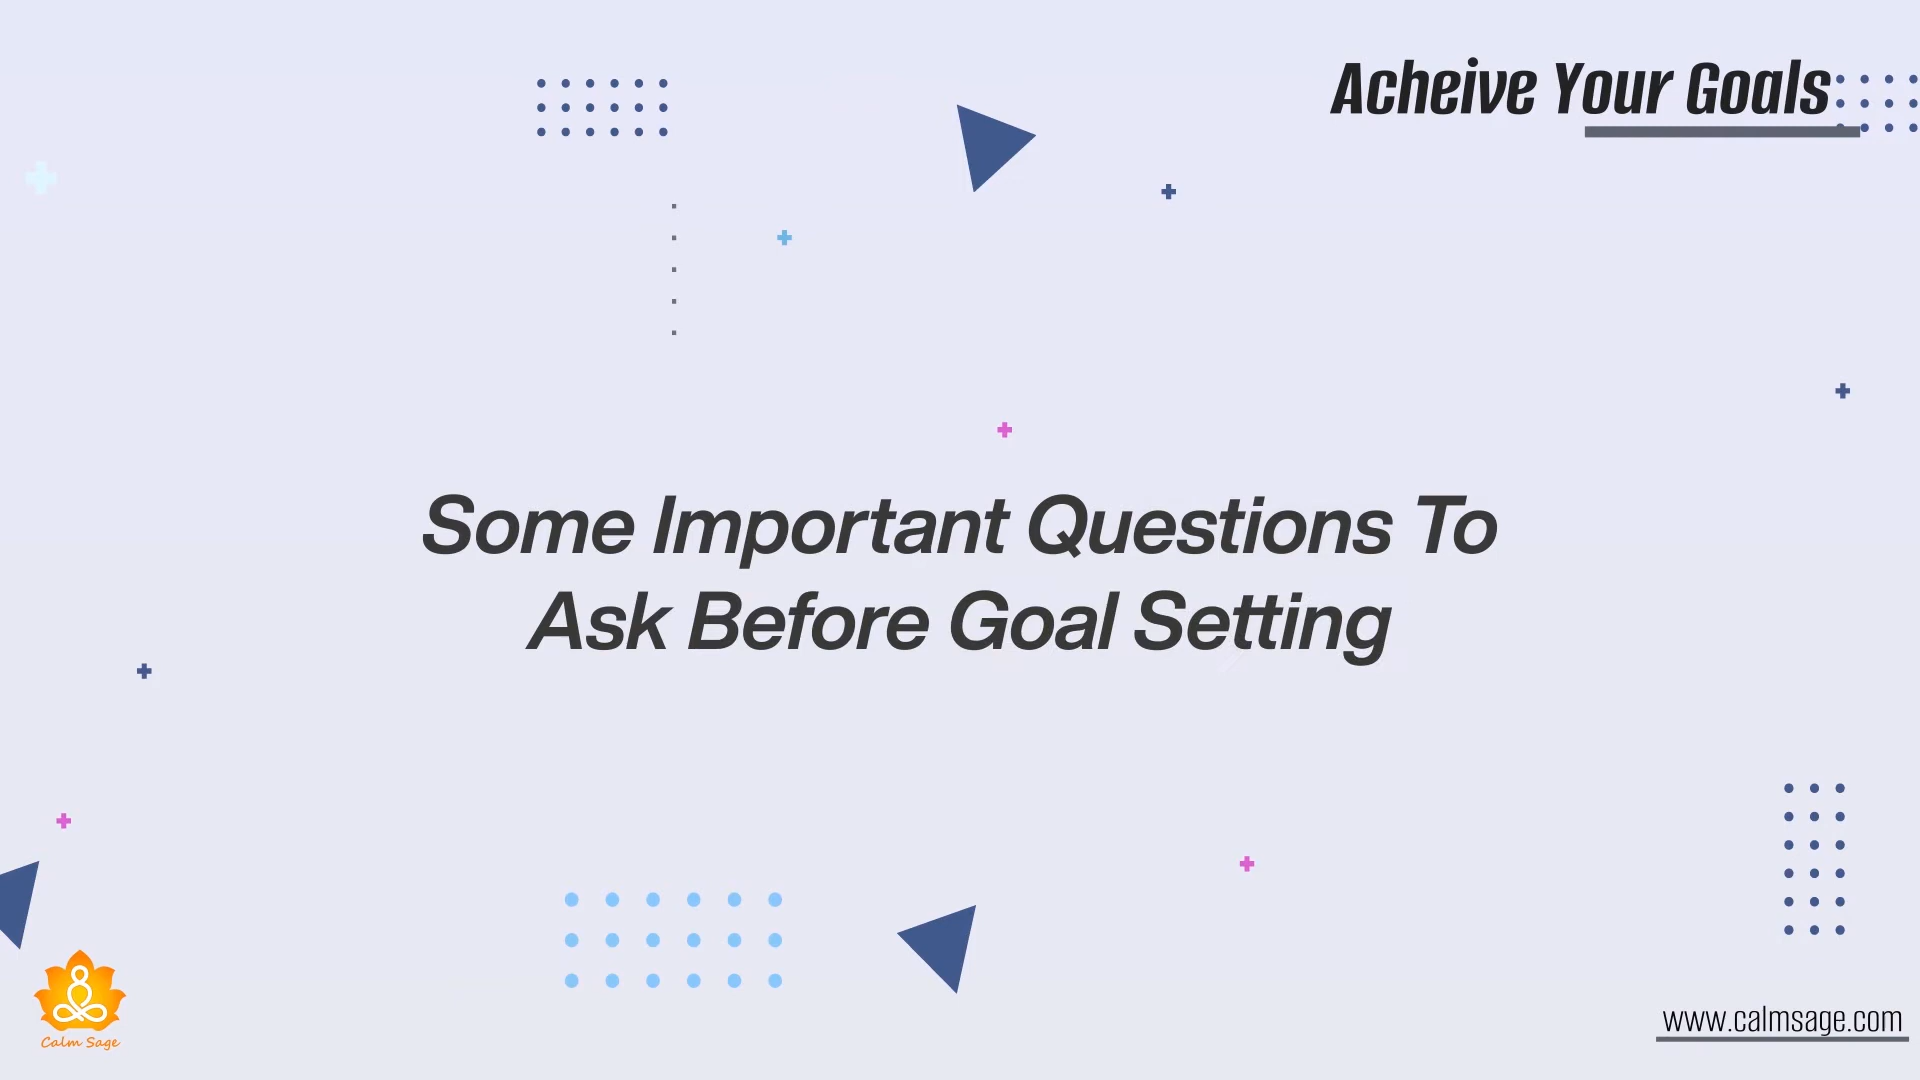 Acheive Your Goals
Some Important Questions To
Ask Before Goal Setting
Calm Sage
www.calmsage.com